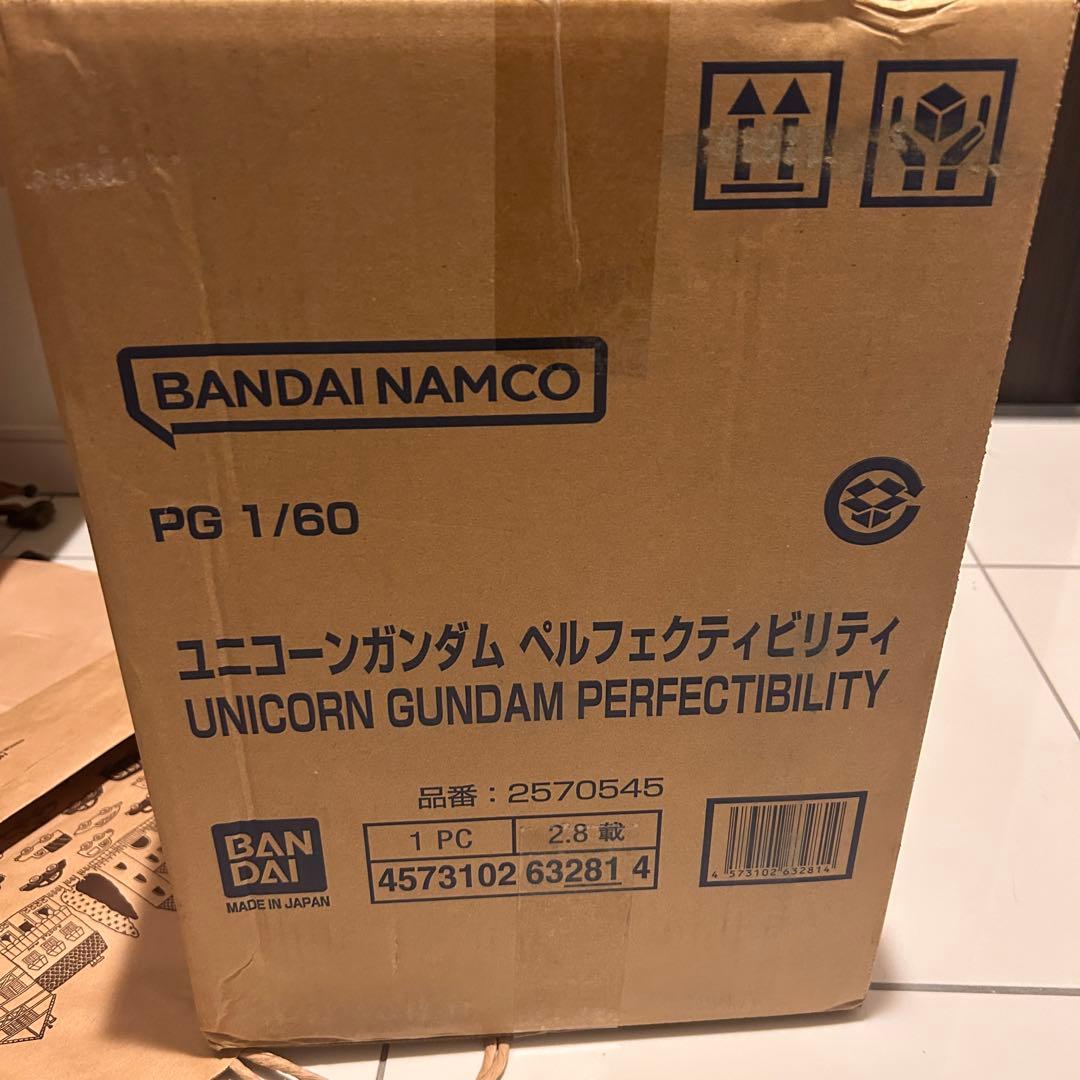 BANDAI NAMCO
PG 1/60
ユニコーンガンダム ペルフェクティビリティ
UNICORN GUNDAM PERFECTIBILITY
品番：2570545
BAN
DAI
MADE IN JAPAN
1 PC 2.8 載
4573102 63281 4
4 573102 632814